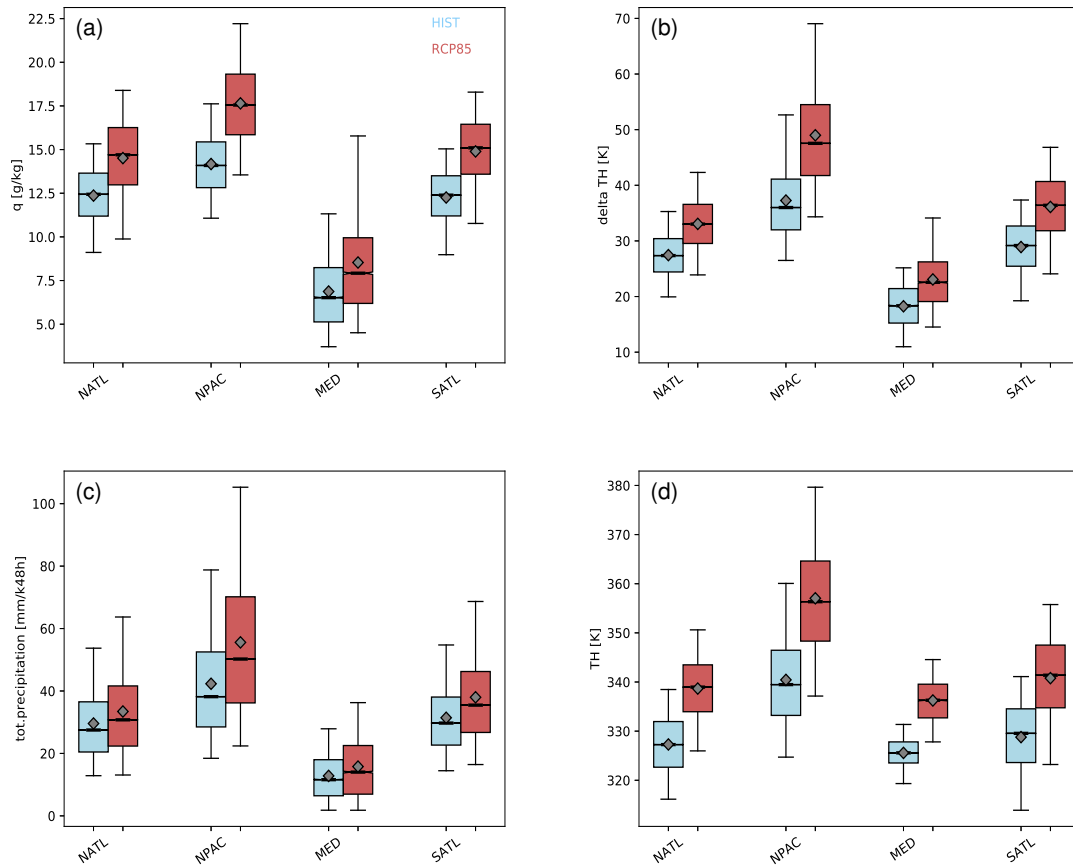 (a)
HIST
RCP85
22.5
20.0
17.5
15.0
12.5
10.0
7.5
5.0
q [g/kg]
NATL
NPAC
MED
SATL
(b)
70
60
50
40
30
20
10
delta TH [K]
NATL
NPAC
MED
SATL
(c)
100
80
60
40
20
0
tot.precipitation [mm/k48h]
NATL
NPAC
MED
SATL
(d)
380
370
360
350
340
330
320
TH [K]
NATL
NPAC
MED
SATL